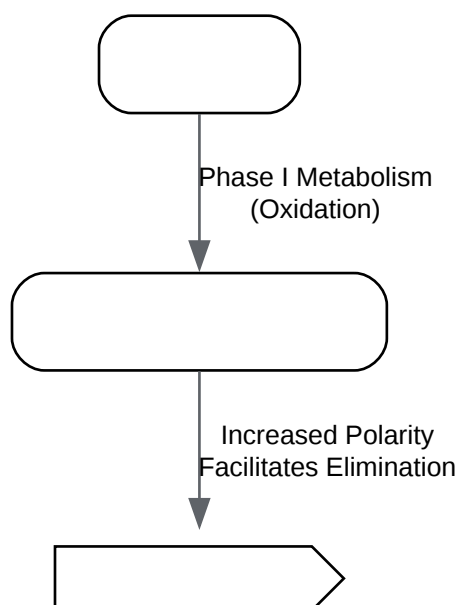 Phase I Metabolism
(Oxidation)
Increased Polarity
Facilitates Elimination